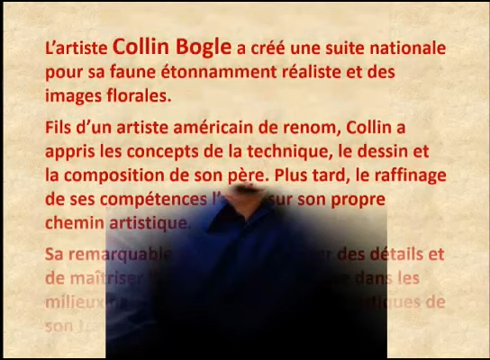 L'artiste Collin Bogle a créé une suite nationale
pour sa faune étonnamment réaliste et des
images florales.
Fils d'un artiste américain de renom, Collin a
appris les concepts de la technique, le dessin et
la composition de son père. Plus tard, le raffinage
de ses compétences sur son propre
chemin artistique.
Sa remarquable des détails et
de dans les
milieux de
son